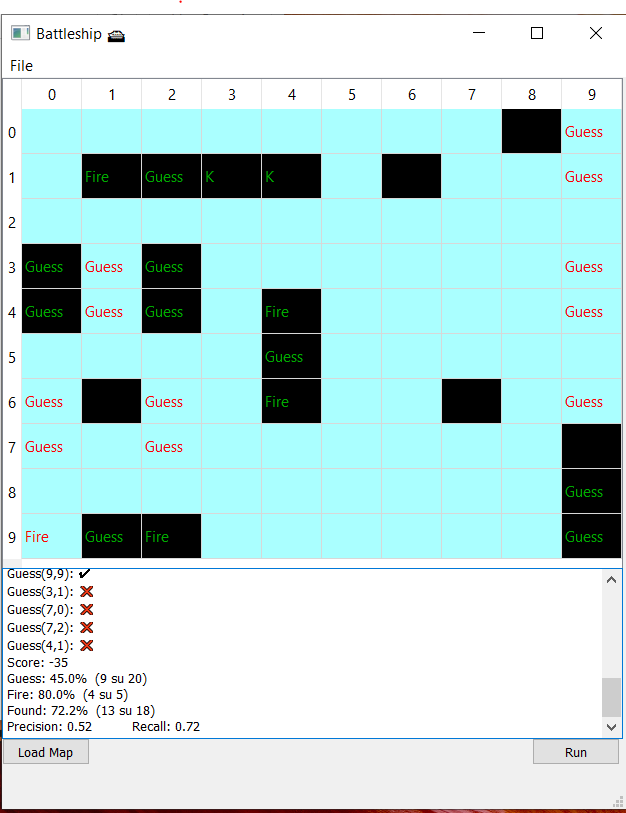 Battleship
File
0 1 2 3 4 5 6 7 8 9
0 Guess
1 Fire Guess K K Guess
2
3 Guess Guess Guess Guess
4 Guess Guess Guess Fire Guess
5 Guess
6 Guess Guess Fire Guess
7 Guess Guess
8 Guess
9 Fire Guess Fire Guess
Guess(9,9): ✔
Guess(3,1): ❌
Guess(7,0): ❌
Guess(7,2): ❌
Guess(4,1): ❌
Score: -35
Guess: 45.0% (9 su 20)
Fire: 80.0% (4 su 5)
Found: 72.2% (13 su 18)
Precision: 0.52 Recall: 0.72
Load Map Run